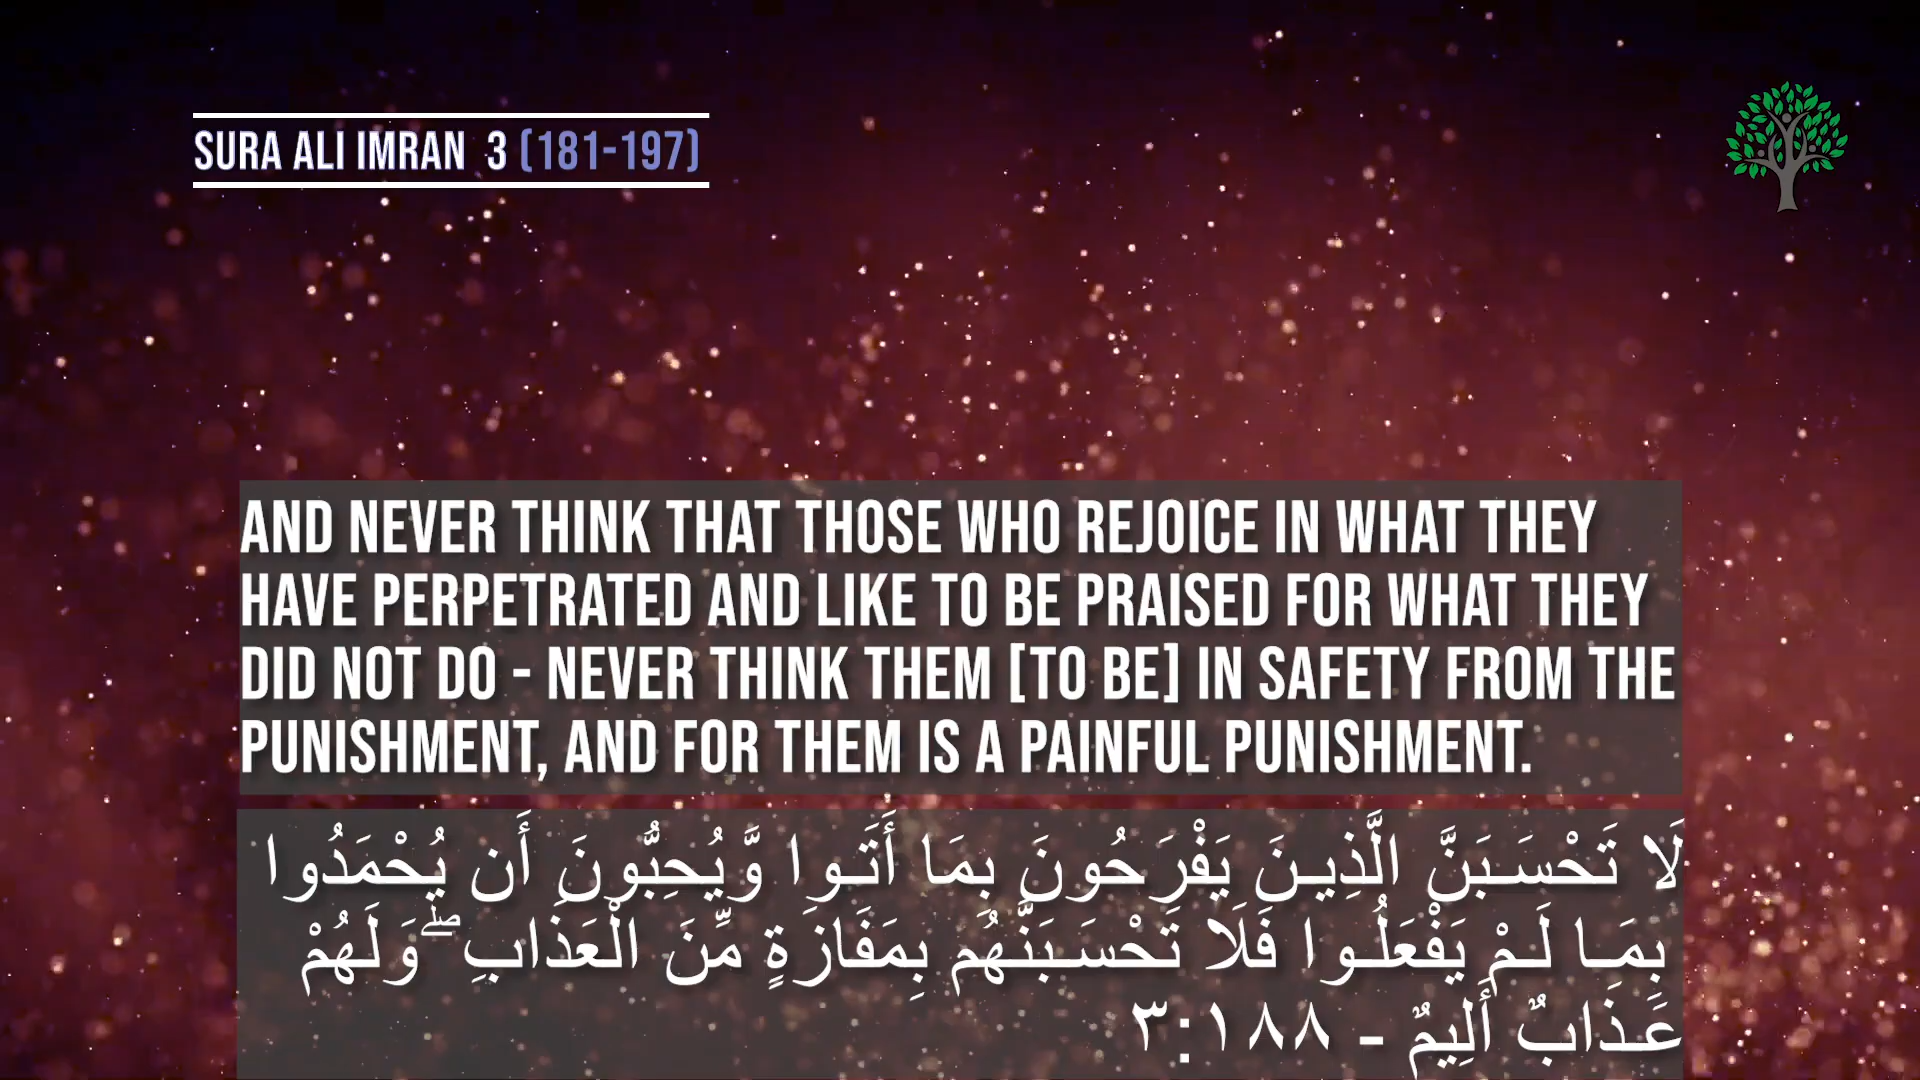 SURA ALI IMRAN 3 (181-197)
AND NEVER THINK THAT THOSE WHO REJOICE IN WHAT THEY
HAVE PERPETRATED AND LIKE TO BE PRAISED FOR WHAT THEY
DID NOT DO - NEVER THINK THEM [TO BE] IN SAFETY FROM THE
PUNISHMENT, AND FOR THEM IS A PAINFUL PUNISHMENT.
لَا تَحْسَبَنَّ الَّذِينَ يَفْرَحُونَ بِمَا أَتَوا وَّيُحِبُّونَ أَن يُحْمَدُوا
بِمَا لَمْ يَفْعَلُوا فَلَا تَحْسَبَنَّهُم بِمَفَازَةٍ مِّنَ الْعَذَابِ ۖ وَلَهُمْ
عَذَابٌ أَلِيمٌ - ٣:١٨٨